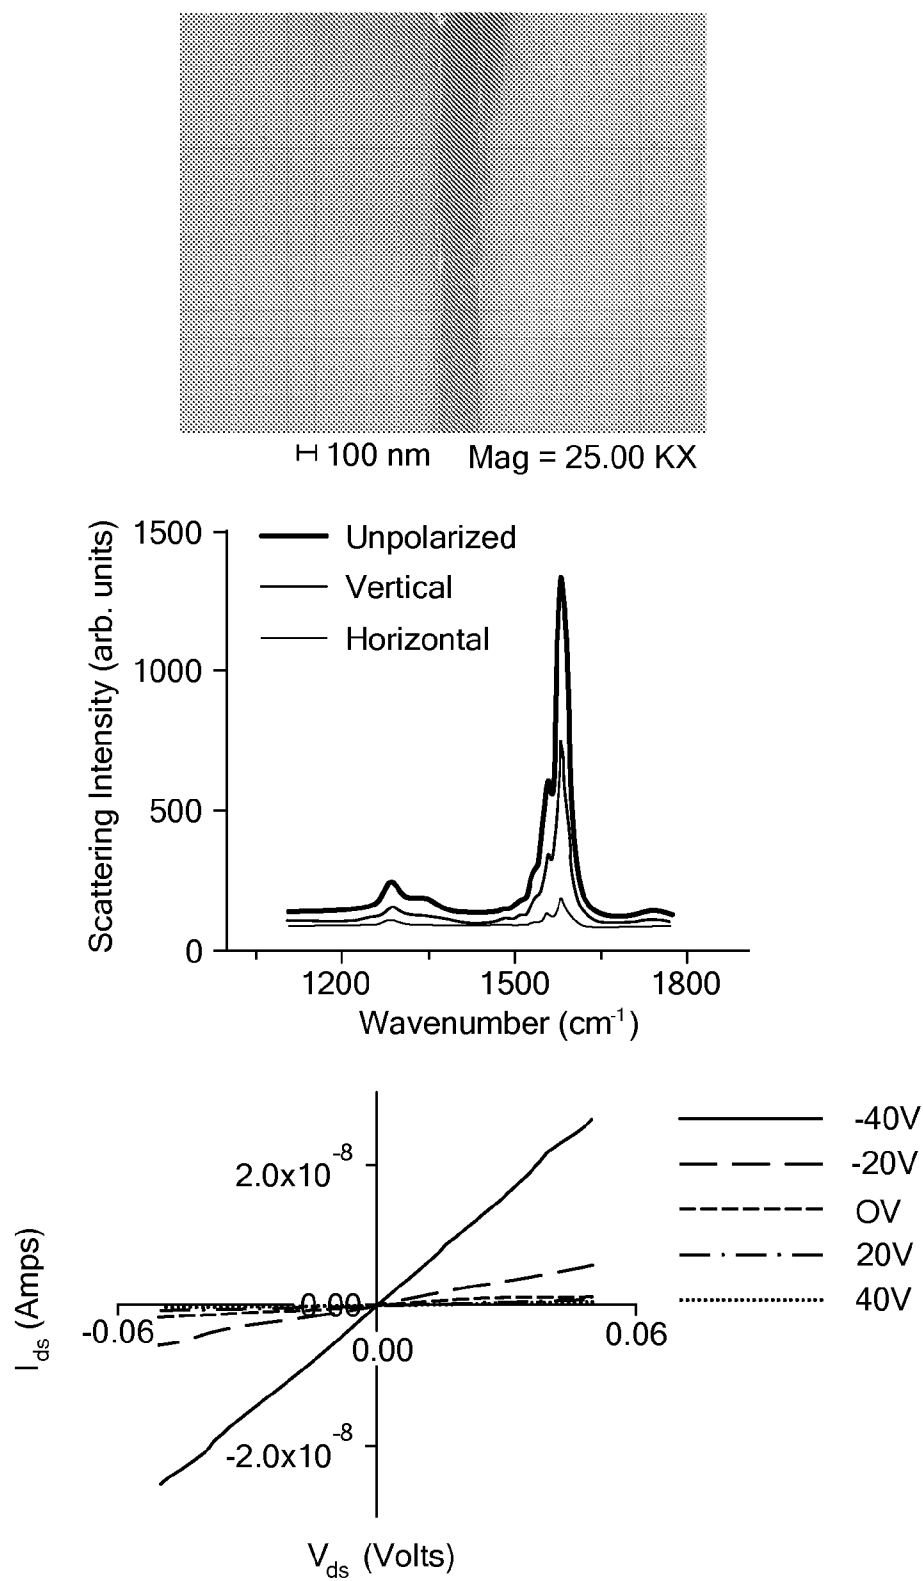 100 nm Mag = 25.00 KX
Scattering Intensity (arb. units)
1500
1000
500
0
Unpolarized
Vertical
Horizontal
1200 1500 1800
Wavenumber (cm-1)
I ds (Amps)
2.0x10-8
0.00
-2.0x10-8
-0.06 0.00 0.06
Vds (Volts)
-40V
-20V
OV
20V
40V